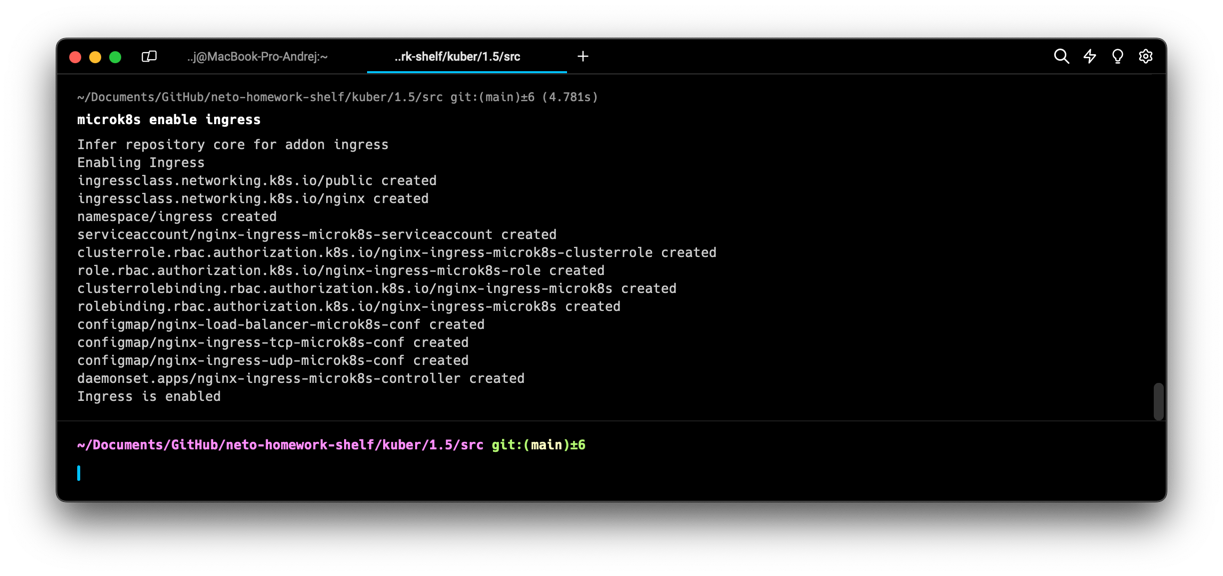 ..j@MacBook-Pro-Andrej:~
..rk-shelf/kuber/1.5/src
+
~/Documents/GitHub/neto-homework-shelf/kuber/1.5/src git:(main)±6 (4.781s)
microk8s enable ingress
Infer repository core for addon ingress
Enabling Ingress
ingressclass.networking.k8s.io/public created
ingressclass.networking.k8s.io/nginx created
namespace/ingress created
serviceaccount/nginx-ingress-microk8s-serviceaccount created
clusterrole.rbac.authorization.k8s.io/nginx-ingress-microk8s-clusterrole created
role.rbac.authorization.k8s.io/nginx-ingress-microk8s-role created
clusterrolebinding.rbac.authorization.k8s.io/nginx-ingress-microk8s created
rolebinding.rbac.authorization.k8s.io/nginx-ingress-microk8s created
configmap/nginx-load-balancer-microk8s-conf created
configmap/nginx-ingress-tcp-microk8s-conf created
configmap/nginx-ingress-udp-microk8s-conf created
daemonset.apps/nginx-ingress-microk8s-controller created
Ingress is enabled
~/Documents/GitHub/neto-homework-shelf/kuber/1.5/src git:(main)±6